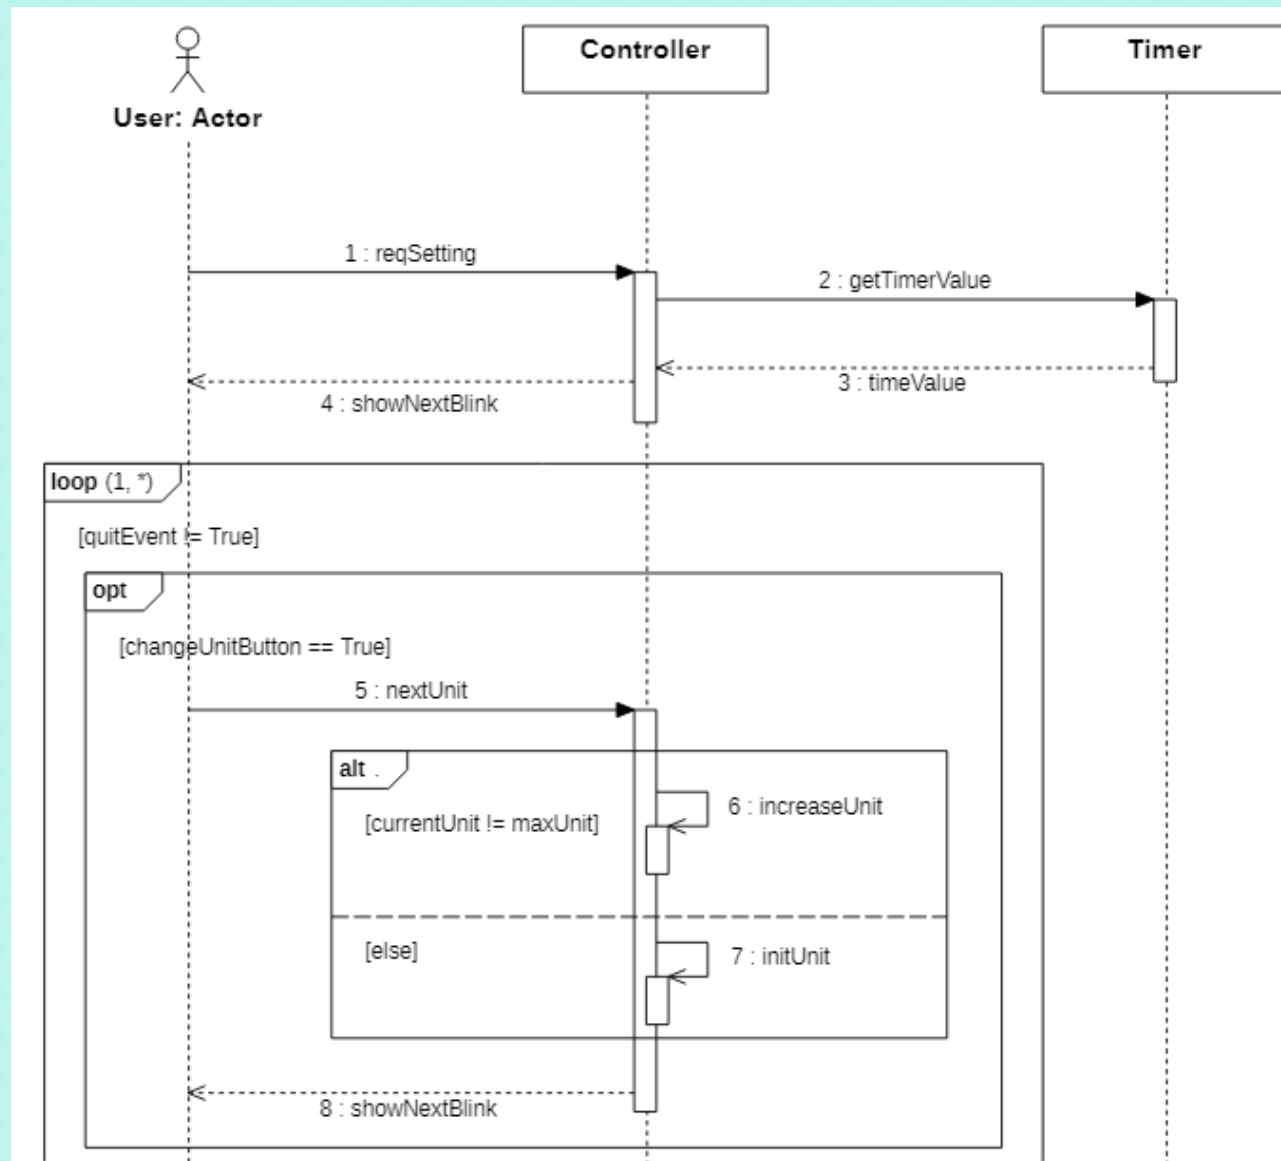 Controller
Timer
User: Actor
1 : reqSetting
2 : getTimerValue
3 : timeValue
4 : showNextBlink
loop (1, *)
[quitEvent != True]
opt
[changeUnitButton == True]
5 : nextUnit
alt .
6 : increaseUnit
[currentUnit != maxUnit]
[else]
7 : initUnit
8 : showNextBlink